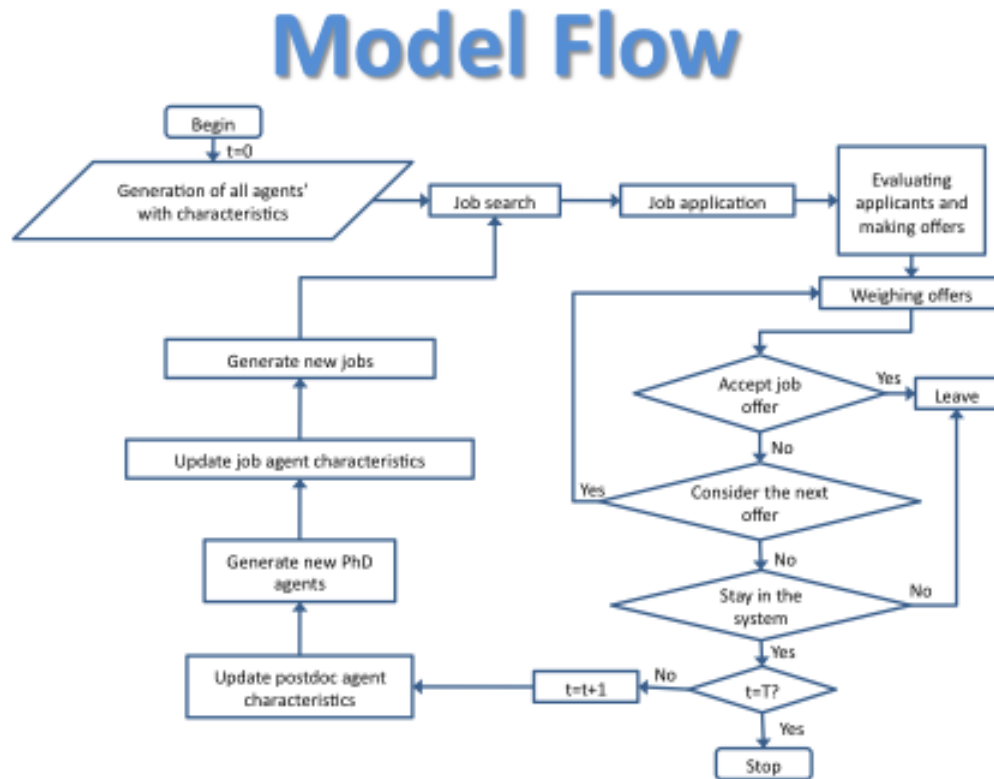 Model Flow
Begin
t=0
Generation of all agents'
with characteristics
Job search
Job application
Evaluating
applicants and
making offers
Weighing offers
Generate new jobs
Accept job
offer
Yes
Leave
No
Update job agent characteristics
Yes
Consider the next
offer
No
Generate new PhD
agents
Stay in the
system
No
Yes
Update postdoc agent
characteristics
t=t+1
No
t=T?
Yes
Stop